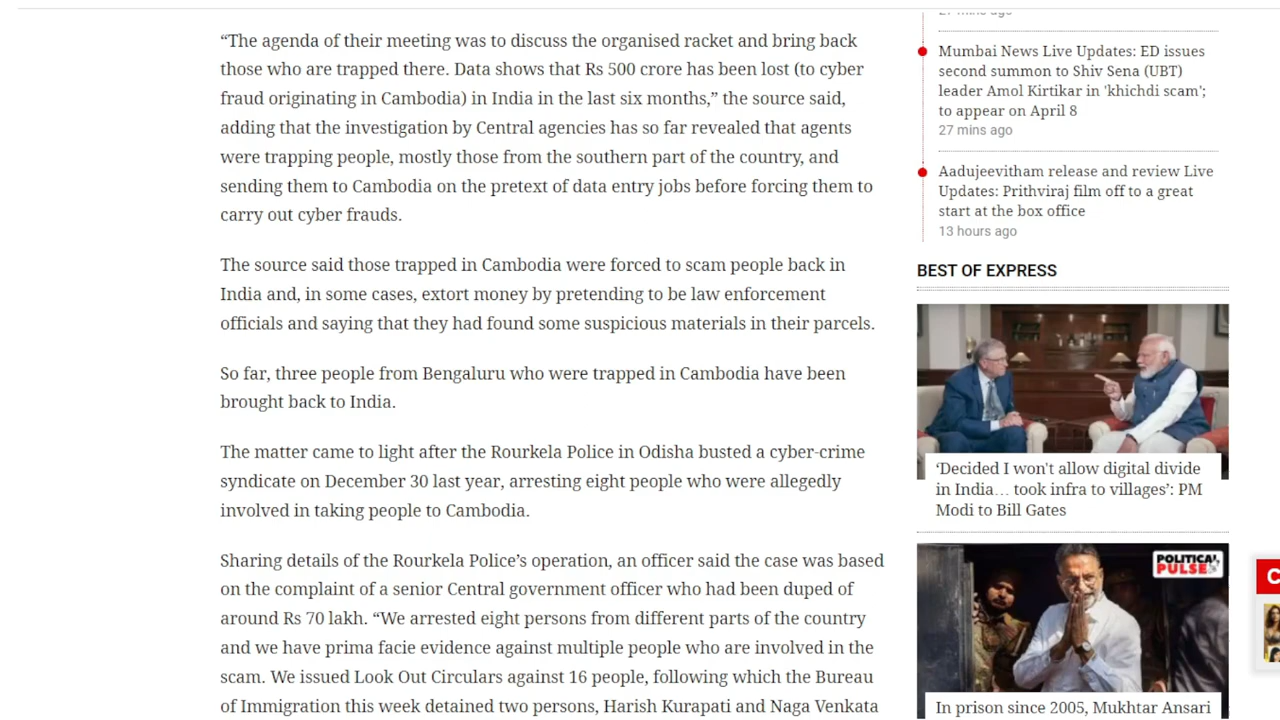 “The agenda of their meeting was to discuss the organised racket and bring back
those who are trapped there. Data shows that Rs 500 crore has been lost (to cyber
fraud originating in Cambodia) in India in the last six months,” the source said,
adding that the investigation by Central agencies has so far revealed that agents
were trapping people, mostly those from the southern part of the country, and
sending them to Cambodia on the pretext of data entry jobs before forcing them to
carry out cyber frauds.
The source said those trapped in Cambodia were forced to scam people back in
India and, in some cases, extort money by pretending to be law enforcement
officials and saying that they had found some suspicious materials in their parcels.
So far, three people from Bengaluru who were trapped in Cambodia have been
brought back to India.
The matter came to light after the Rourkela Police in Odisha busted a cyber-crime
syndicate on December 30 last year, arresting eight people who were allegedly
involved in taking people to Cambodia.
Sharing details of the Rourkela Police’s operation, an officer said the case was based
on the complaint of a senior Central government officer who had been duped of
around Rs 70 lakh. “We arrested eight persons from different parts of the country
and we have prima facie evidence against multiple people who are involved in the
scam. We issued Look Out Circulars against 16 people, following which the Bureau
of Immigration this week detained two persons, Harish Kurapati and Naga Venkata
27 mins ago
Mumbai News Live Updates: ED issues
second summon to Shiv Sena (UBT)
leader Amol Kirtikar in 'khichdi scam';
to appear on April 8
27 mins ago
Aadujeevitham release and review Live
Updates: Prithviraj film off to a great
start at the box office
13 hours ago
BEST OF EXPRESS
‘Decided I won't allow digital divide
in India… took infra to villages’: PM
Modi to Bill Gates
POLITICAL
PULSE
In prison since 2005, Mukhtar Ansari